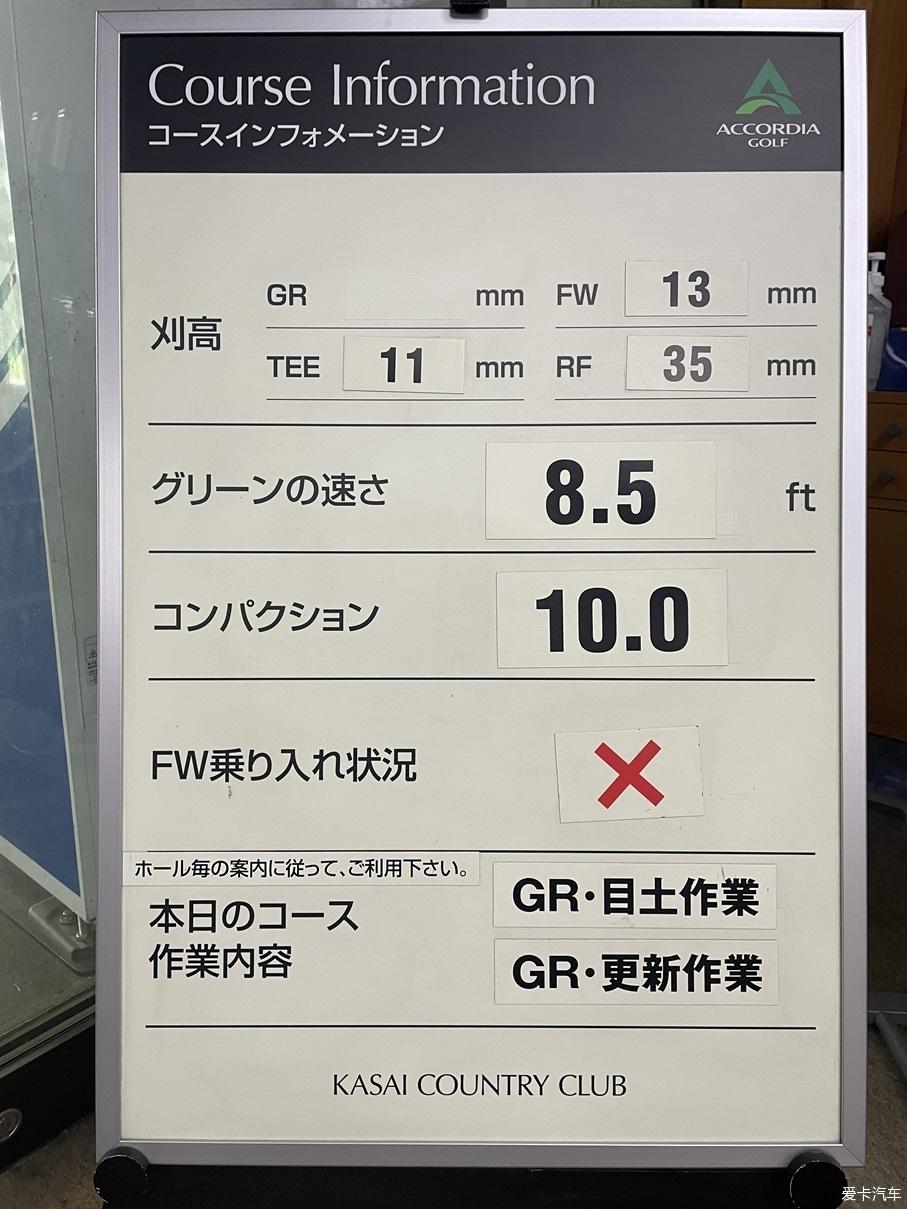 Course Information
コースインフォメーション
ACCORDIA
GOLF
刈高
GR mm FW 13 mm
TEE 11 mm RF 35 mm
グリーンの速さ 8.5 ft
コンパクション 10.0
FW乗り入れ状況 ×
ホール毎の案内に従って、ご利用下さい。
本日のコース
作業内容
GR・目土作業
GR・更新作業
KASAI COUNTRY CLUB
爱卡汽车